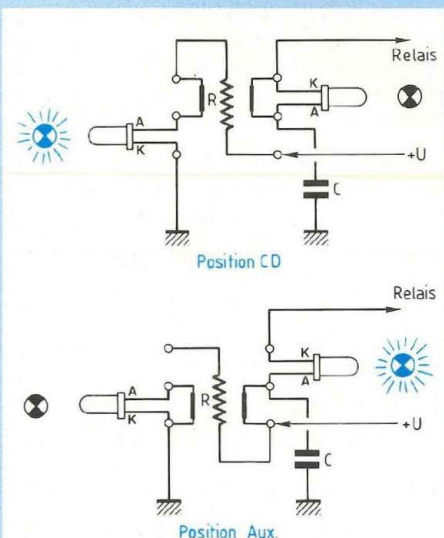 Relais
K
A
R
A
K
+U
C
Position CD
Relais
K
A
A
K
R
+U
C
Position Aux.